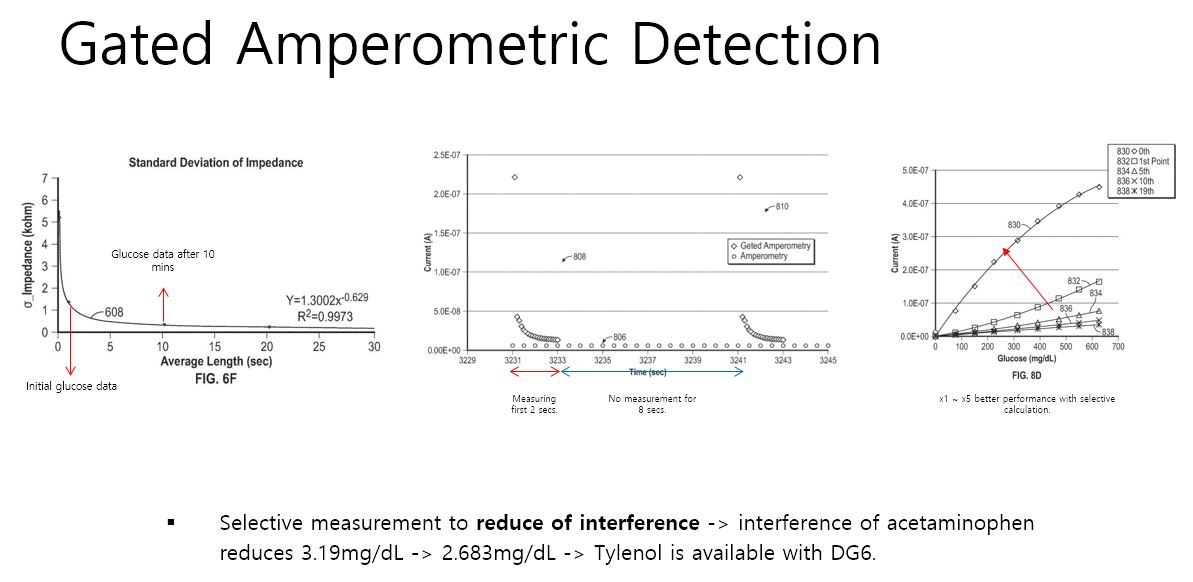 Gated Amperometric Detection
Standard Deviation of Impedance
σ_Impedance (kohm)
7
6
5
4
3
2
1
0
0 5 10 15 20 25 30
Average Length (sec)
FIG. 6F
608
Y=1.3002x-0.629
R2=0.9973
Glucose data after 10
mins
Initial glucose data
Current (A)
2.5E-07
2.0E-07
1.5E-07
1.0E-07
5.0E-08
0.00E+00
3229 3231 3233 3235 3237 3239 3241 3243 3245
Time (sec)
810
808
806
Geted Amperometry
Amperometry
Measuring
first 2 secs.
No measurement for
8 secs.
830 0th
832 1st Point
834 5th
836 10th
838 19th
Current (A)
5.0E-07
4.0E-07
3.0E-07
2.0E-07
1.0E-07
0.0E+00
0 100 200 300 400 500 600 700
Glucose (mg/dL)
FIG. 8D
830
832
834
836
838
x1 ~ x5 better performance with selective
calculation.
▪ Selective measurement to reduce of interference -> interference of acetaminophen
reduces 3.19mg/dL -> 2.683mg/dL -> Tylenol is available with DG6.